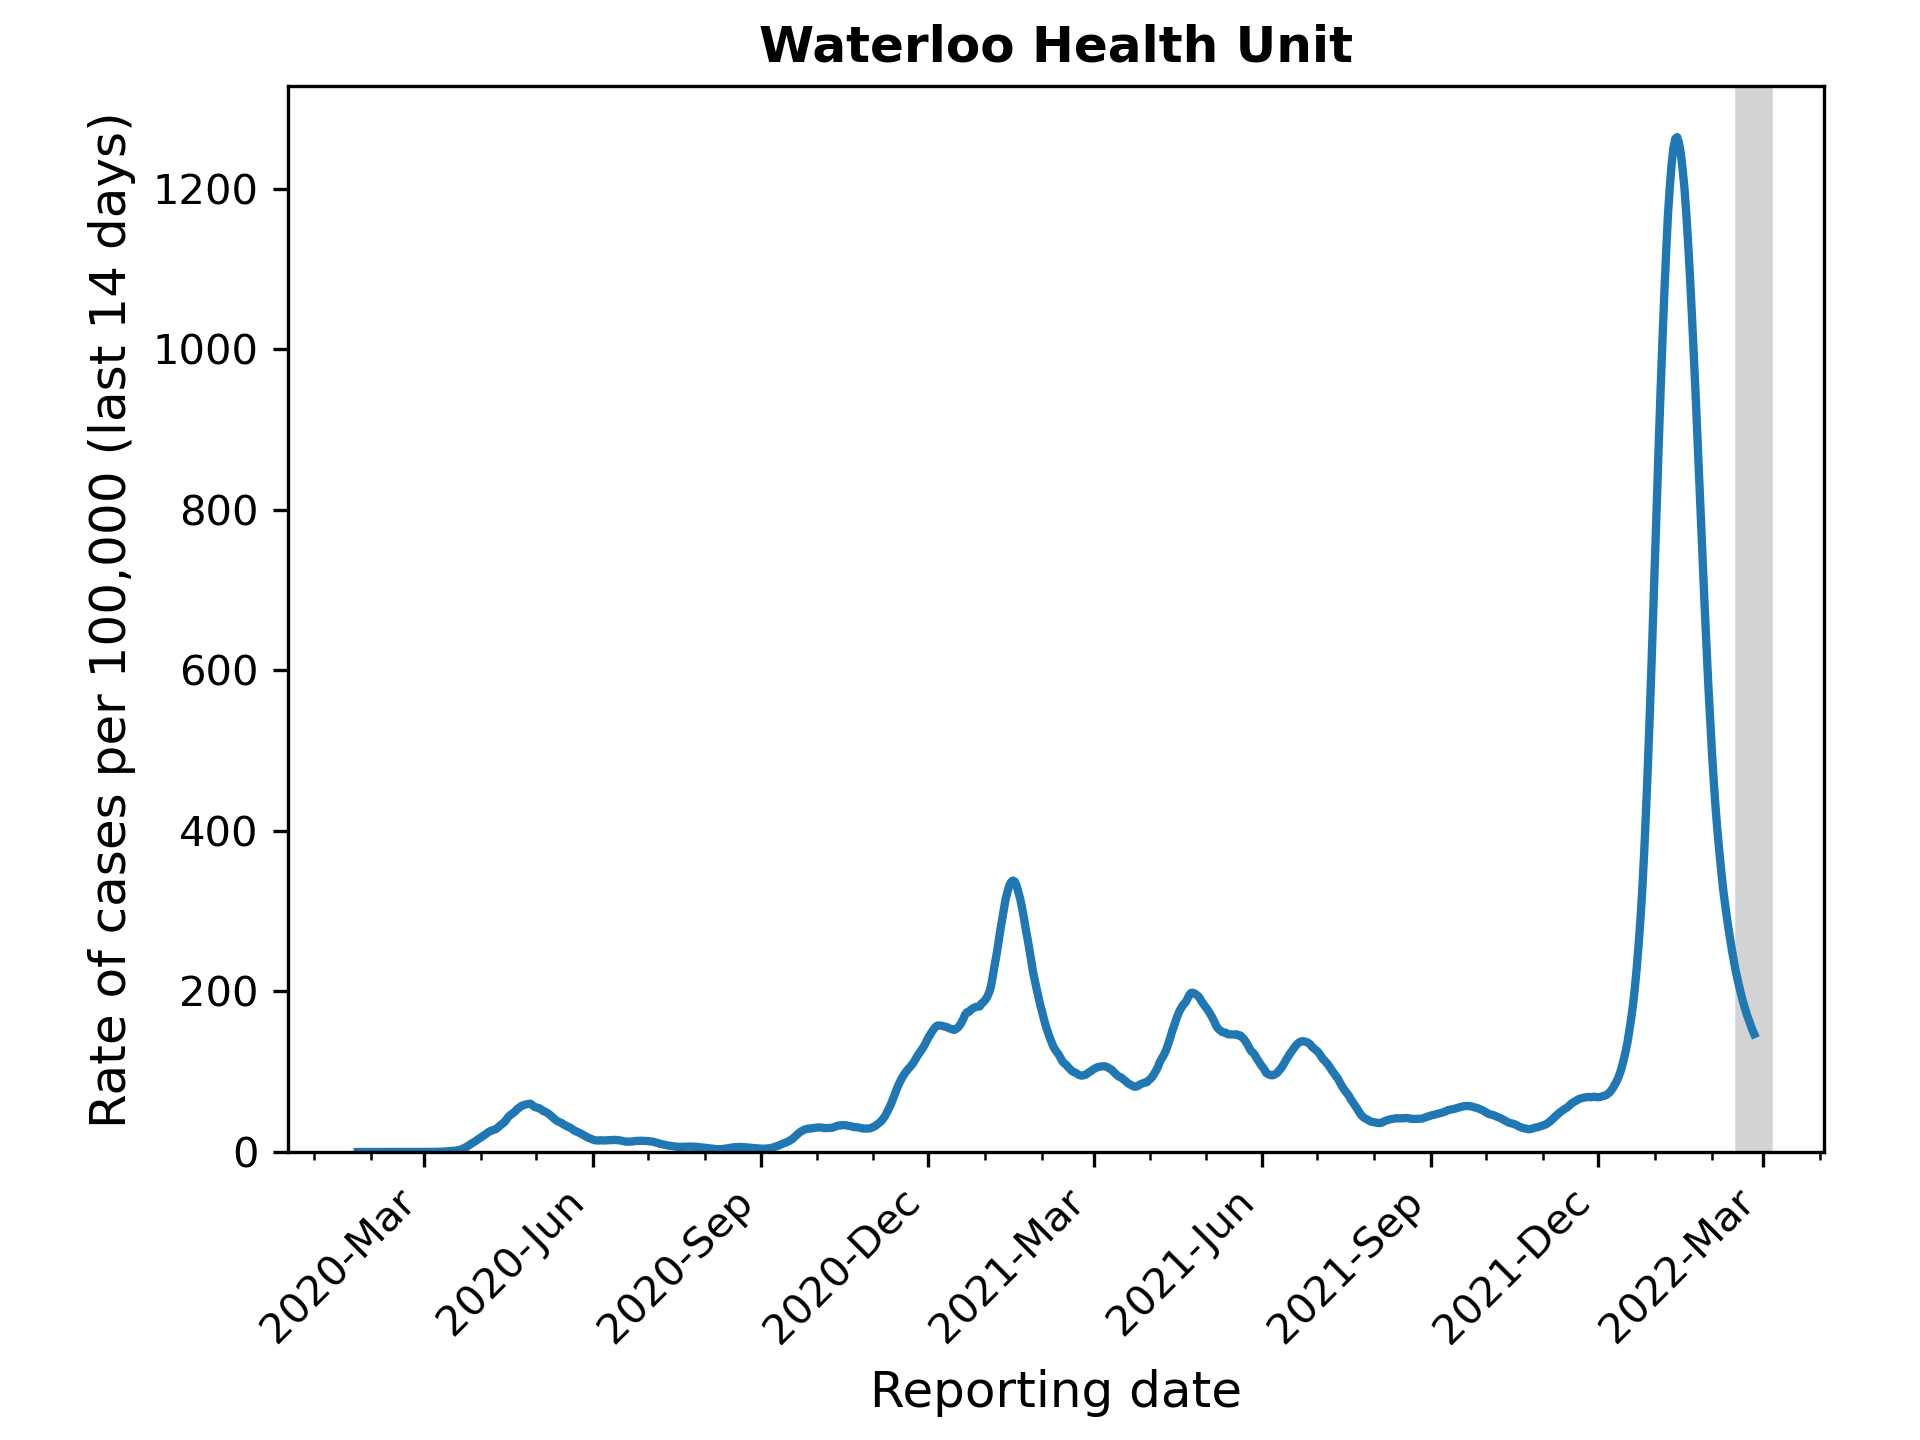 Waterloo Health Unit
Rate of cases per 100,000 (last 14 days)
1200
1000
800
600
400
200
0
2020-Mar
2020-Jun
2020-Sep
2020-Dec
2021-Mar
2021-Jun
2021-Sep
2021-Dec
2022-Mar
Reporting date